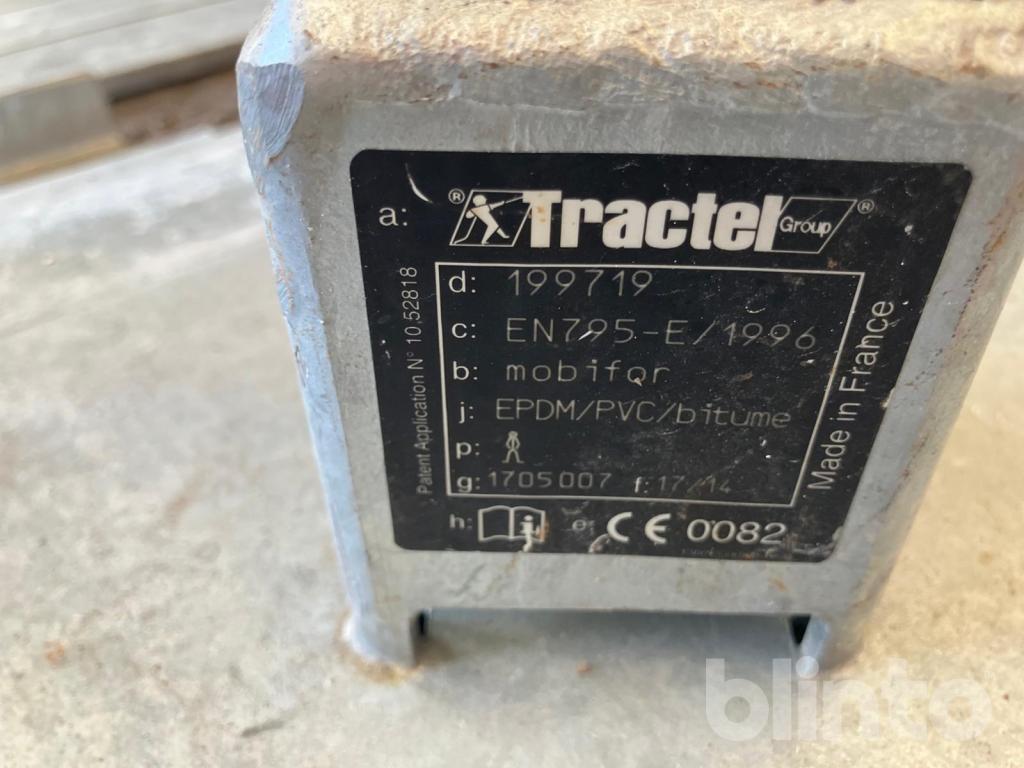 a: ® Tractel Group ®
d: 199719
c: EN795-E/1996
b: mobifor
j: EPDM/PVC/bitume
p:
g: 1705007 f: 17/14
h: i e: CE 0082
Patent Application N° 10 52818
Made in France
blinto